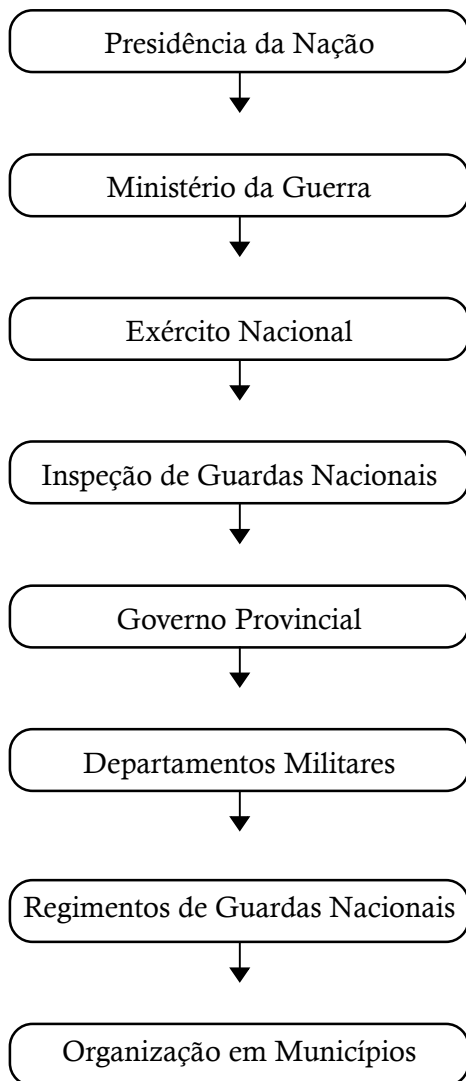 Presidência da Nação
Ministério da Guerra
Exército Nacional
Inspeção de Guardas Nacionais
Governo Provincial
Departamentos Militares
Regimentos de Guardas Nacionais
Organização em Municípios